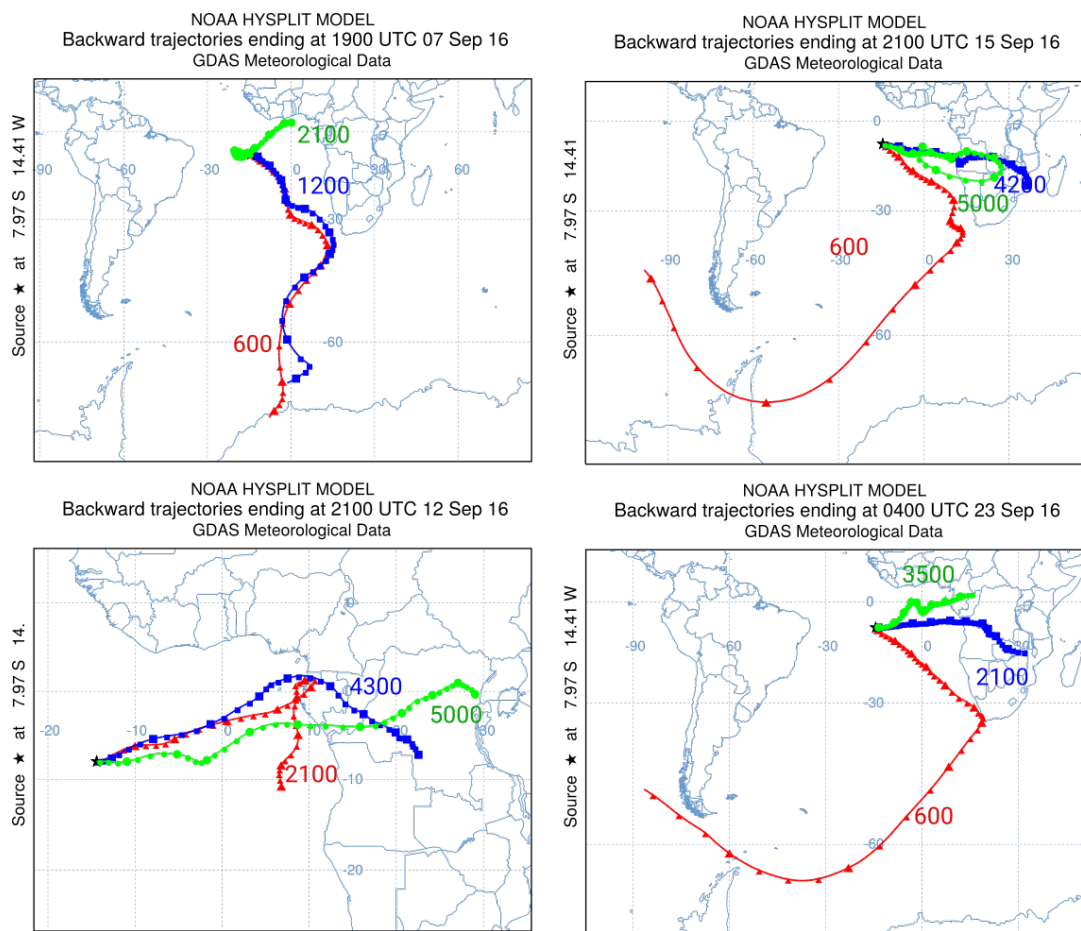 NOAA HYSPLIT MODEL
Backward trajectories ending at 1900 UTC 07 Sep 16
GDAS Meteorological Data
Source ★ at 7.97 S 14.41 W
2100
1200
600
-90
-60
-30
0
30
60
-30
-60
NOAA HYSPLIT MODEL
Backward trajectories ending at 2100 UTC 15 Sep 16
GDAS Meteorological Data
Source ★ at 7.97 S 14.41
0
4200
5000
-30
600
-90
-60
-30
0
30
-60
NOAA HYSPLIT MODEL
Backward trajectories ending at 2100 UTC 12 Sep 16
GDAS Meteorological Data
Source ★ at 7.97 S 14.
0
4300
5000
-20
-10
0
10
20
30
2100
-10
-20
NOAA HYSPLIT MODEL
Backward trajectories ending at 0400 UTC 23 Sep 16
GDAS Meteorological Data
Source ★ at 7.97 S 14.41 W
3500
0
2100
-90
-60
-30
0
30
600
-60